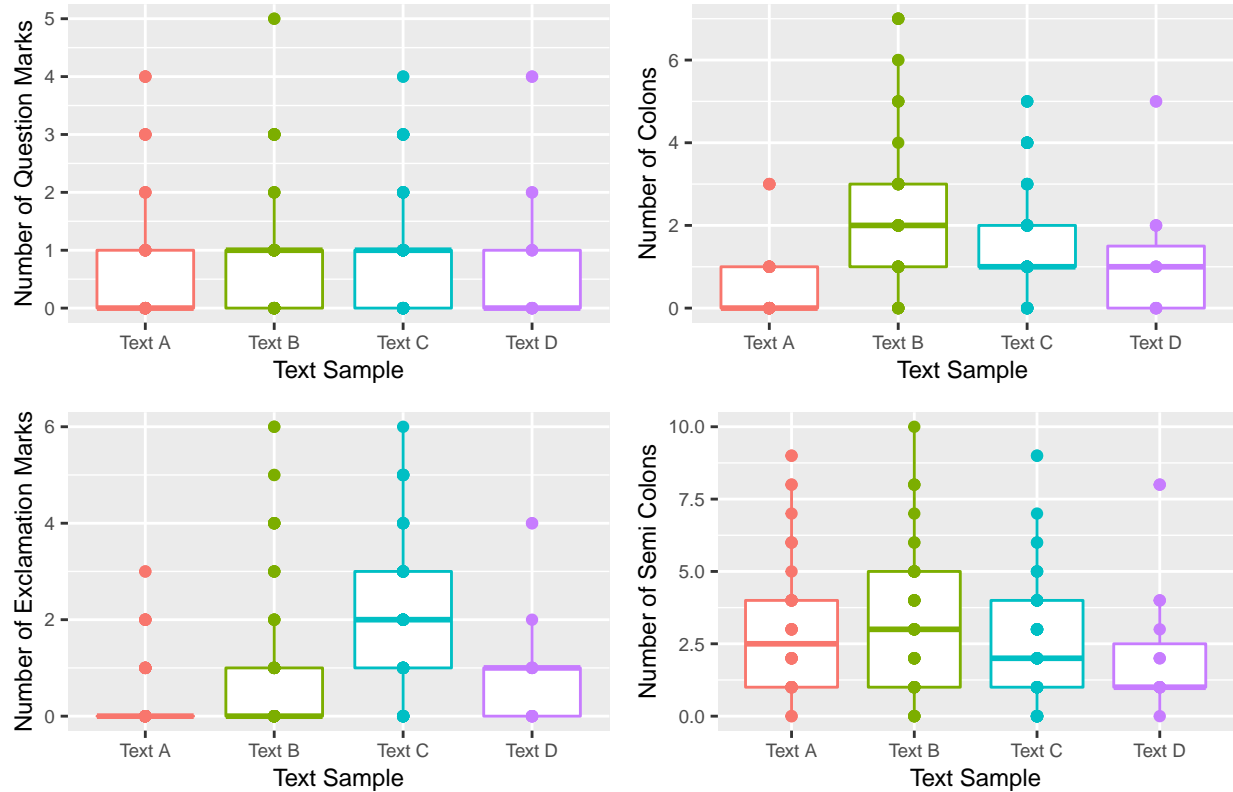 Number of Question Marks
5
4
3
2
1
0
Text A Text B Text C Text D
Text Sample
Number of Colons
6
4
2
0
Text A Text B Text C Text D
Text Sample
Number of Exclamation Marks
6
4
2
0
Text A Text B Text C Text D
Text Sample
Number of Semi Colons
10.0
7.5
5.0
2.5
0.0
Text A Text B Text C Text D
Text Sample